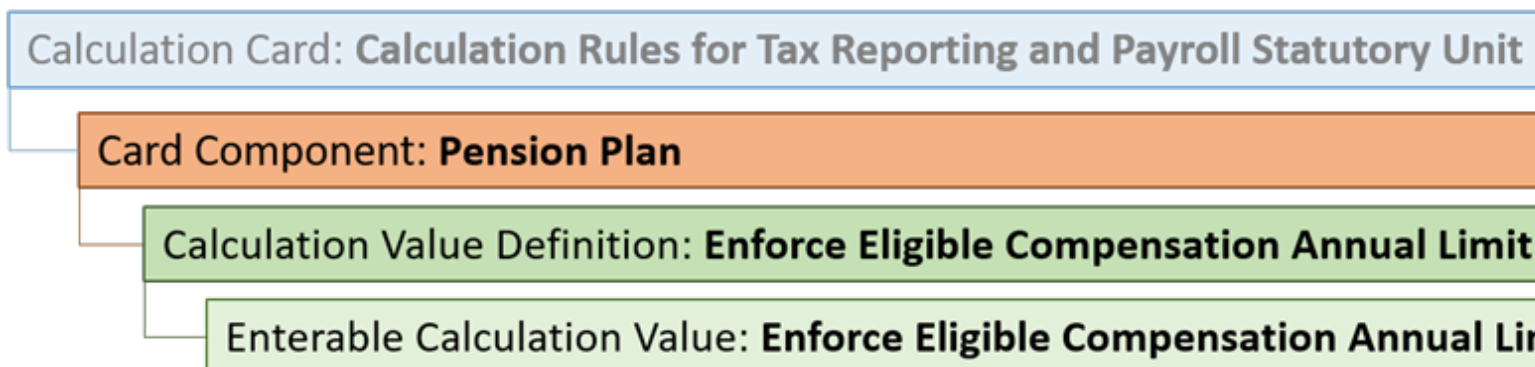 Calculation Card: Calculation Rules for Tax Reporting and Payroll Statutory Unit
Card Component: Pension Plan
Calculation Value Definition: Enforce Eligible Compensation Annual Limit
Enterable Calculation Value: Enforce Eligible Compensation Annual